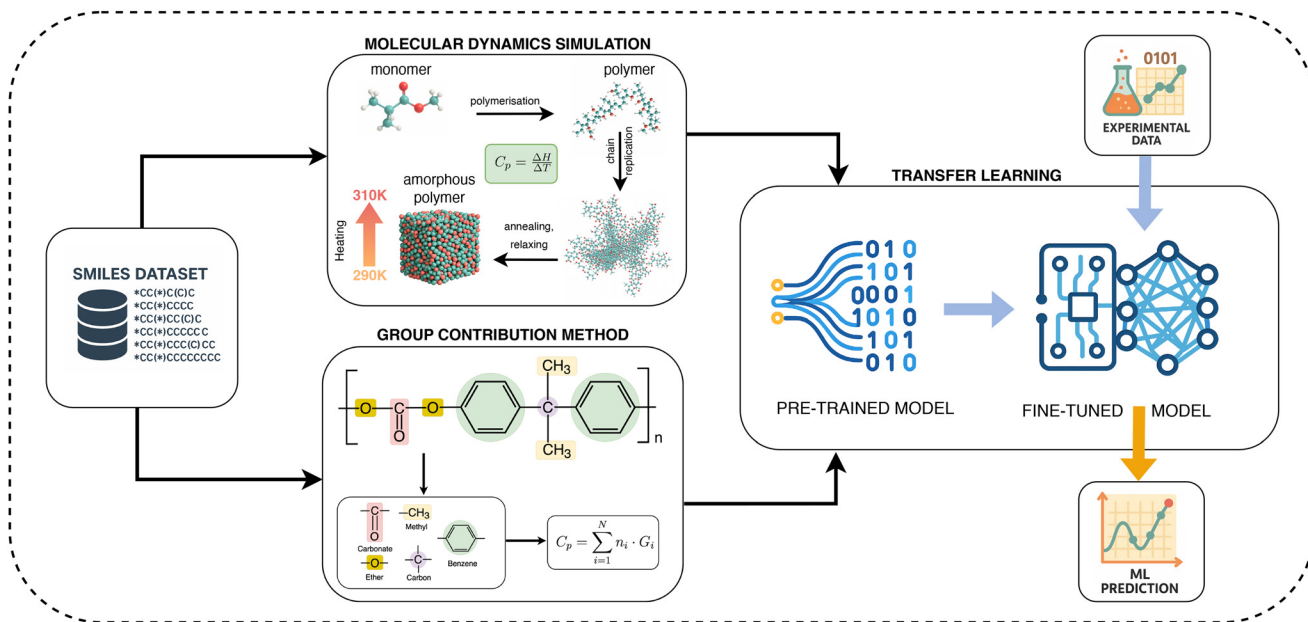 MOLECULAR DYNAMICS SIMULATION
monomer
polymerisation
polymer
C_p = ΔH/ΔT
chain
replication
310K
Heating
290K
amorphous
polymer
annealing,
relaxing
SMILES DATASET
*CC(*)C(C)C
*CC(*)CCCC
*CC(*)CC(C)C
*CC(*)CCCCCC
*CC(*)CCC(C)CC
*CC(*)CCCCCCCC
GROUP CONTRIBUTION METHOD
CH3
O
C
O
C
O
CH3
n
C
CH3
Methyl
O
Carbonate
O
Ether
C
Carbon
Benzene
C_p = ∑_{i=1}^{N} n_i · G_i
0101
EXPERIMENTAL
DATA
TRANSFER LEARNING
010
101
0001
1010
101
010
PRE-TRAINED MODEL
FINE-TUNED MODEL
ML
PREDICTION